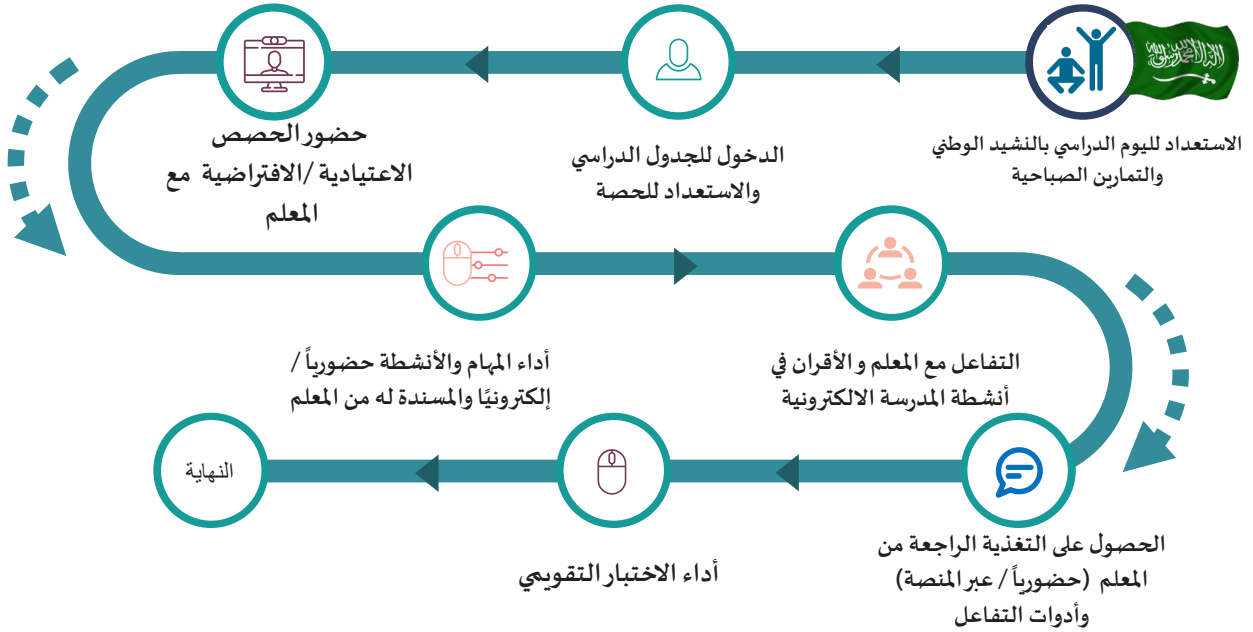 الاستعداد لليوم الدراسي بالنشيد الوطني
والتمارين الصباحية
الدخول للجدول الدراسي
والاستعداد للحصة
حضور الحصص
الاعتيادية /الافتراضية مع
المعلم
أداء المهام والأنشطة حضورياً /
إلكترونيًا والمسندة له من المعلم
التفاعل مع المعلم والأقران في
أنشطة المدرسة الالكترونية
الحصول على التغذية الراجعة من
المعلم (حضورياً / عبر المنصة)
وأدوات التفاعل
أداء الاختبار التقويمي
النهاية